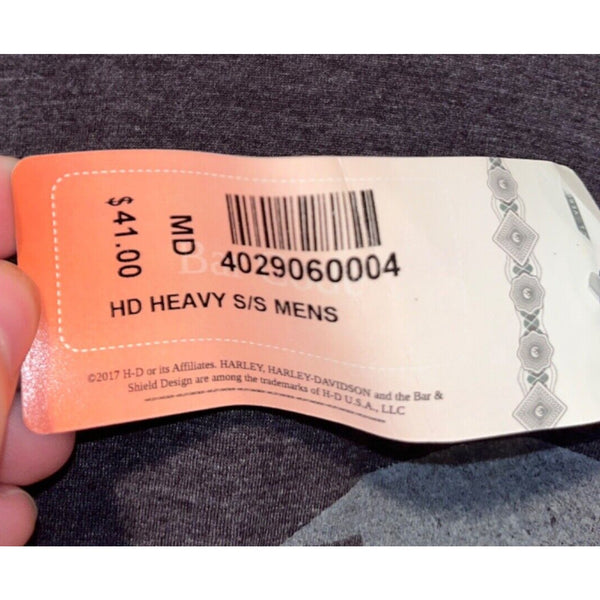 $41.00
MD
4029060004
HD HEAVY S/S MENS
©2017 H-D or its Affiliates. HARLEY, HARLEY-DAVIDSON and the Bar &
Shield Design are among the trademarks of H-D U.S.A., LLC